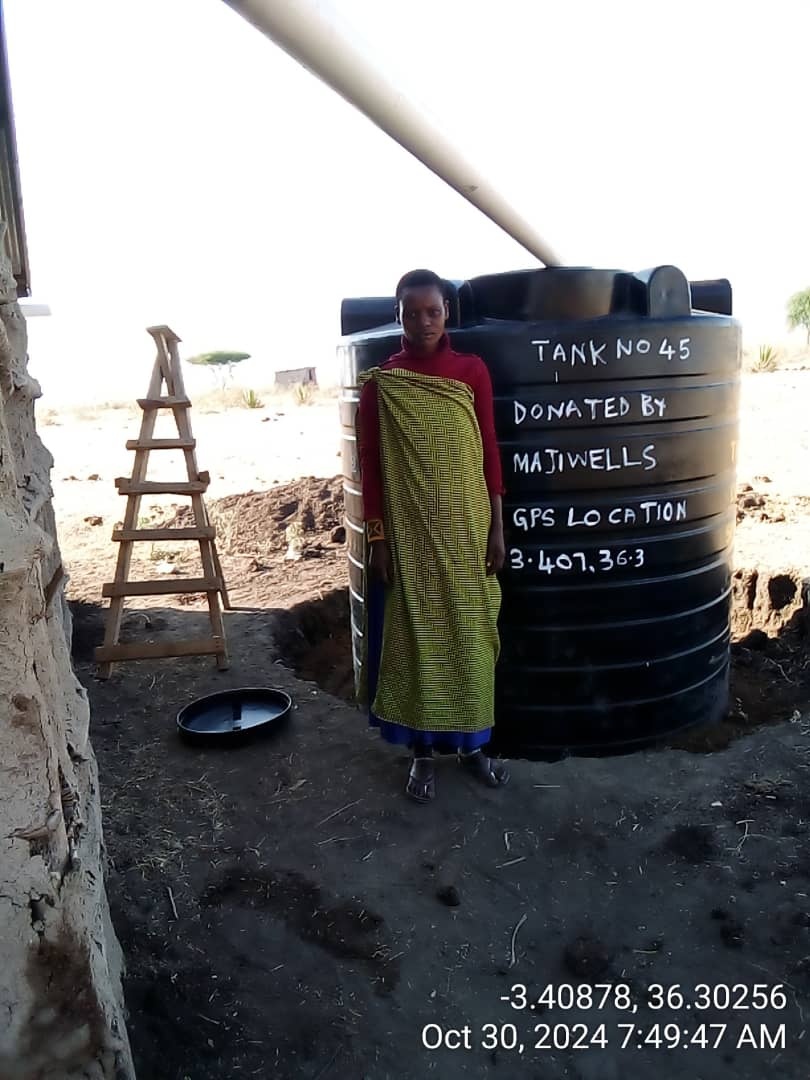 TANK NO 45
DONATED BY
MAJIWELLS
GPS LOCATION
3.407.36.3
-3.40878, 36.30256
Oct 30, 2024 7:49:47 AM